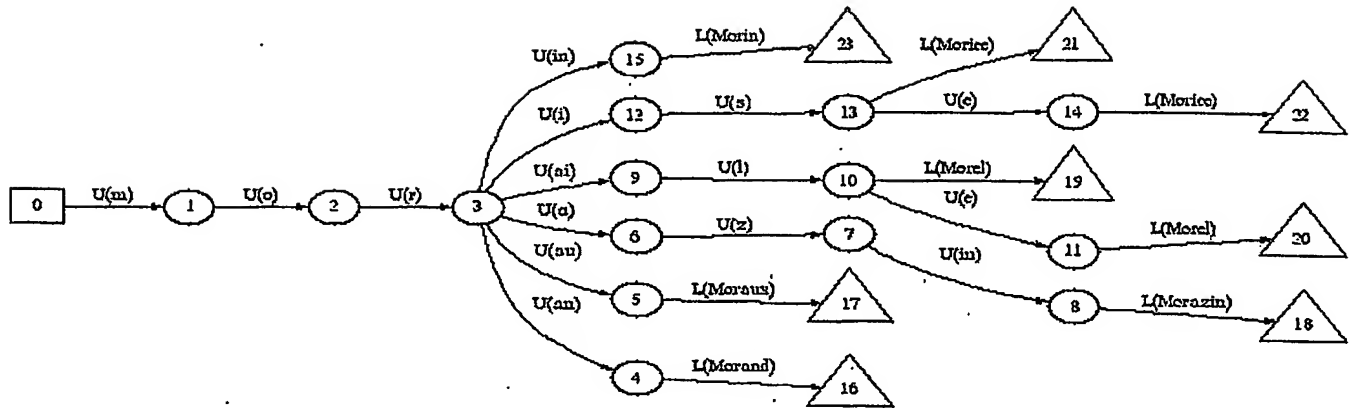 L(Morin) 23 L(Morice) 21
U(in) 15
U(i) 12 U(s) 13 U(e) 14 L(Morice) 22
U(ai) 9 U(l) 10 L(Morel) 19
0 U(m) 1 U(o) 2 U(r) 3 U(a) 6 U(z) 7 U(e) 11 L(Morel) 20
U(au) 5 L(Moraux) 17 U(in) 8 L(Morazin) 18
U(an) 4 L(Morand) 16